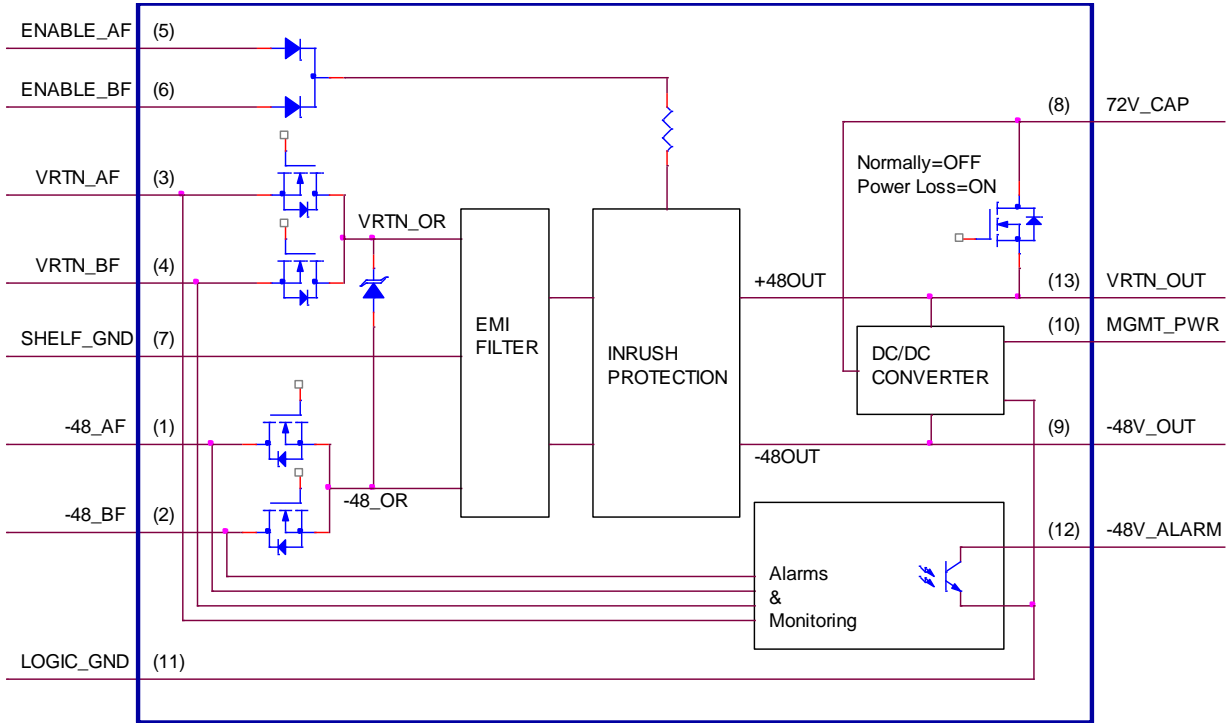 ENABLE_AF (5)
ENABLE_BF (6)
(8) 72V_CAP
Normally=OFF
Power Loss=ON
VRTN_AF (3)
VRTN_OR
VRTN_BF (4)
+48OUT
(13) VRTN_OUT
EMI
FILTER
INRUSH
PROTECTION
(10) MGMT_PWR
SHELF_GND (7)
DC/DC
CONVERTER
-48_AF (1)
(9) -48V_OUT
-48OUT
-48_OR
-48_BF (2)
(12) -48V_ALARM
Alarms
&
Monitoring
LOGIC_GND (11)